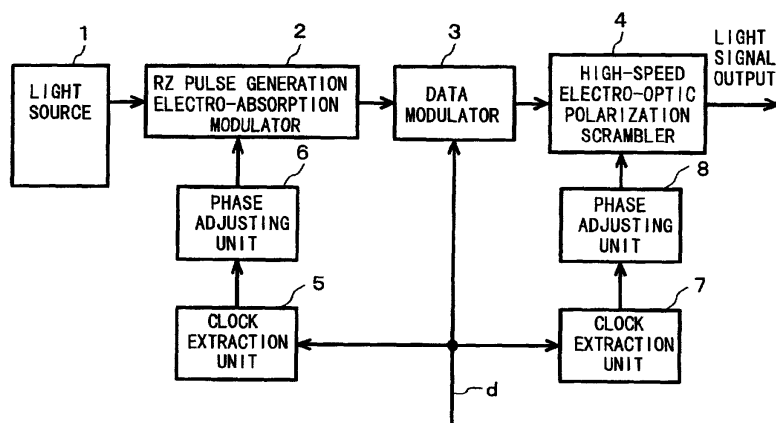 1
LIGHT
SOURCE
2
RZ PULSE GENERATION
ELECTRO-ABSORPTION
MODULATOR
3
DATA
MODULATOR
4
HIGH-SPEED
ELECTRO-OPTIC
POLARIZATION
SCRAMBLER
LIGHT
SIGNAL
OUTPUT
6
PHASE
ADJUSTING
UNIT
8
PHASE
ADJUSTING
UNIT
5
CLOCK
EXTRACTION
UNIT
7
CLOCK
EXTRACTION
UNIT
d